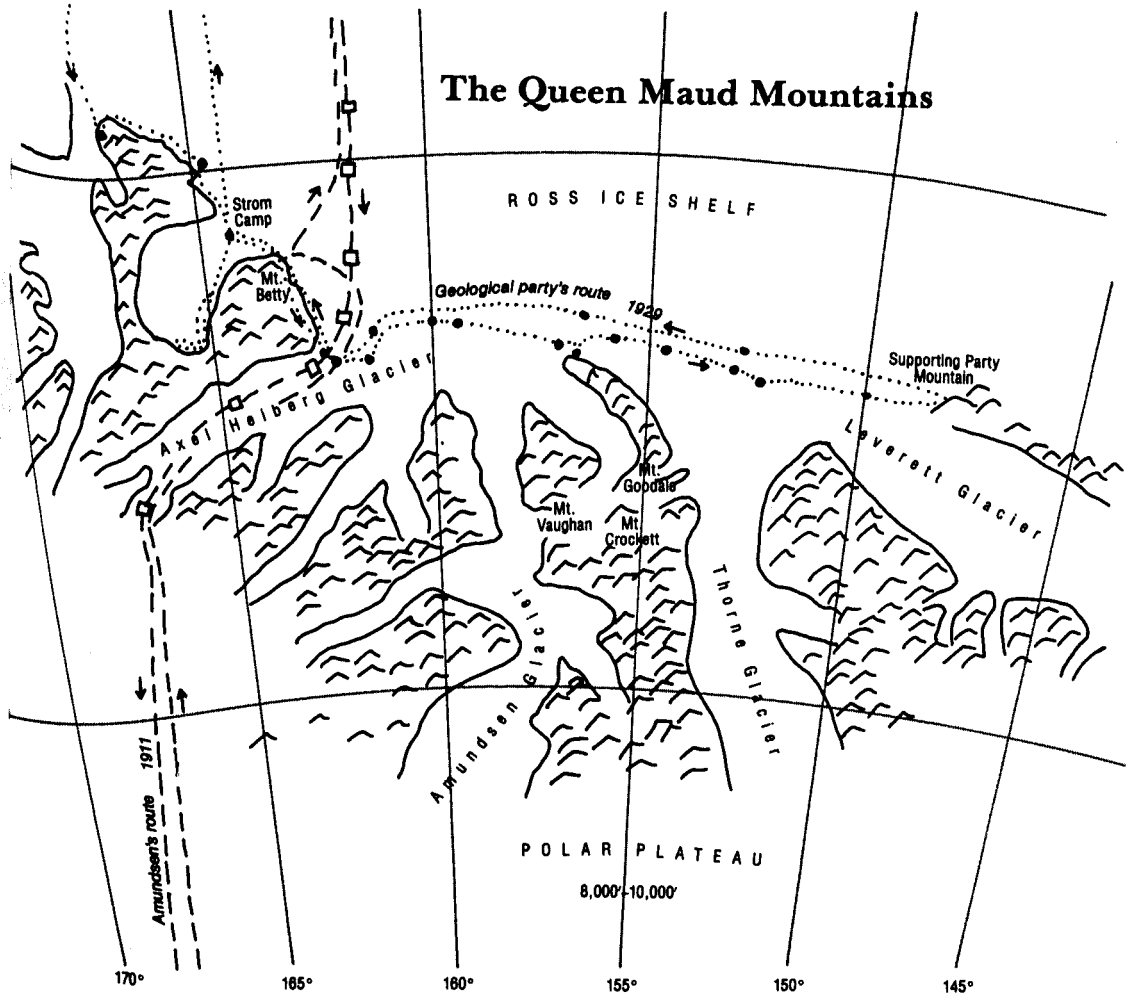 The Queen Maud Mountains
ROSS ICE SHELF
Strom
Camp
Mt.
Betty
Geological party's route 1929
Supporting Party
Mountain
Axel Heiberg Glacier
Leverett Glacier
Mt.
Goodale
Mt.
Vaughan
Mt.
Crockett
Thorne Glacier
Amundsen Glacier
Amundsen's route 1911
POLAR PLATEAU
8,000'-10,000'
170°
165°
160°
155°
150°
145°